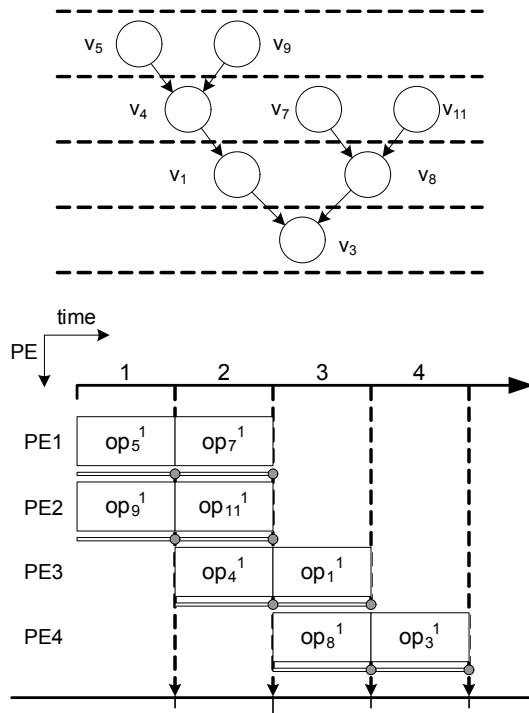 v5 v9
v4 v7 v11
v1 v8
v3
time
PE
1 2 3 4
PE1 op5^1 op7^1
PE2 op9^1 op11^1
PE3 op4^1 op1^1
PE4 op8^1 op3^1